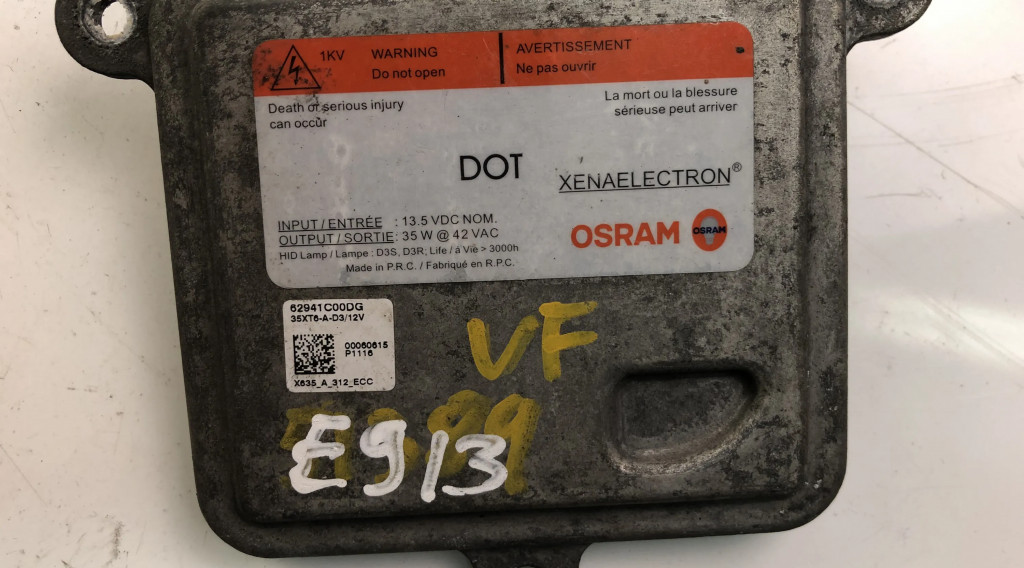 1KV WARNING
Do not open
AVERTISSEMENT
Ne pas ouvrir
Death or serious injury
can occur
La mort ou la blessure
sérieuse peut arriver
DOT
XENAELECTRON®
INPUT / ENTRÉE : 13.5 VDC NOM.
OUTPUT / SORTIE : 35 W @ 42 VAC
HID Lamp / Lampe : D3S, D3R; Life / á Vie > 3000h
Made in P.R.C. / Fabriqué en R.P.C.
OSRAM OSRAM
62941C00DG
35XT6-A-D3/12V
00060615
P1116
X635_A_312_ECC
VF
E913